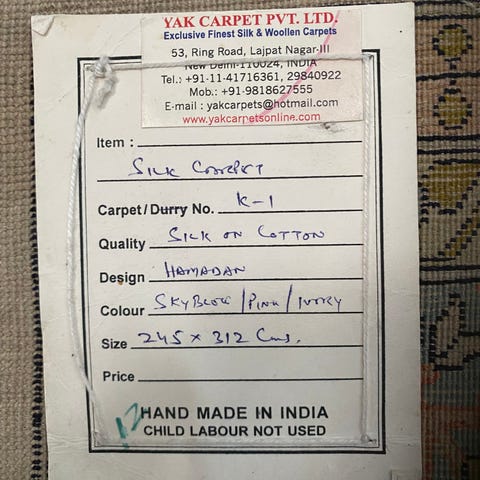 YAK CARPET PVT. LTD.
Exclusive Finest Silk & Woollen Carpets
53, Ring Road, Lajpat Nagar-III
New Delhi-110024, INDIA
Tel.: +91-11-41716361, 29840922
Mob.: +91-9818627555
E-mail : yakcarpets@hotmail.com
www.yakcarpetsonline.com
Item :
SILK CARPET
Carpet/Durry No. K-1
Quality SILK ON COTTON
Design HAMADAN
Colour SKYBLUE/PINK/IVORY
Size 245 x 312 Cms.
Price
HAND MADE IN INDIA
CHILD LABOUR NOT USED